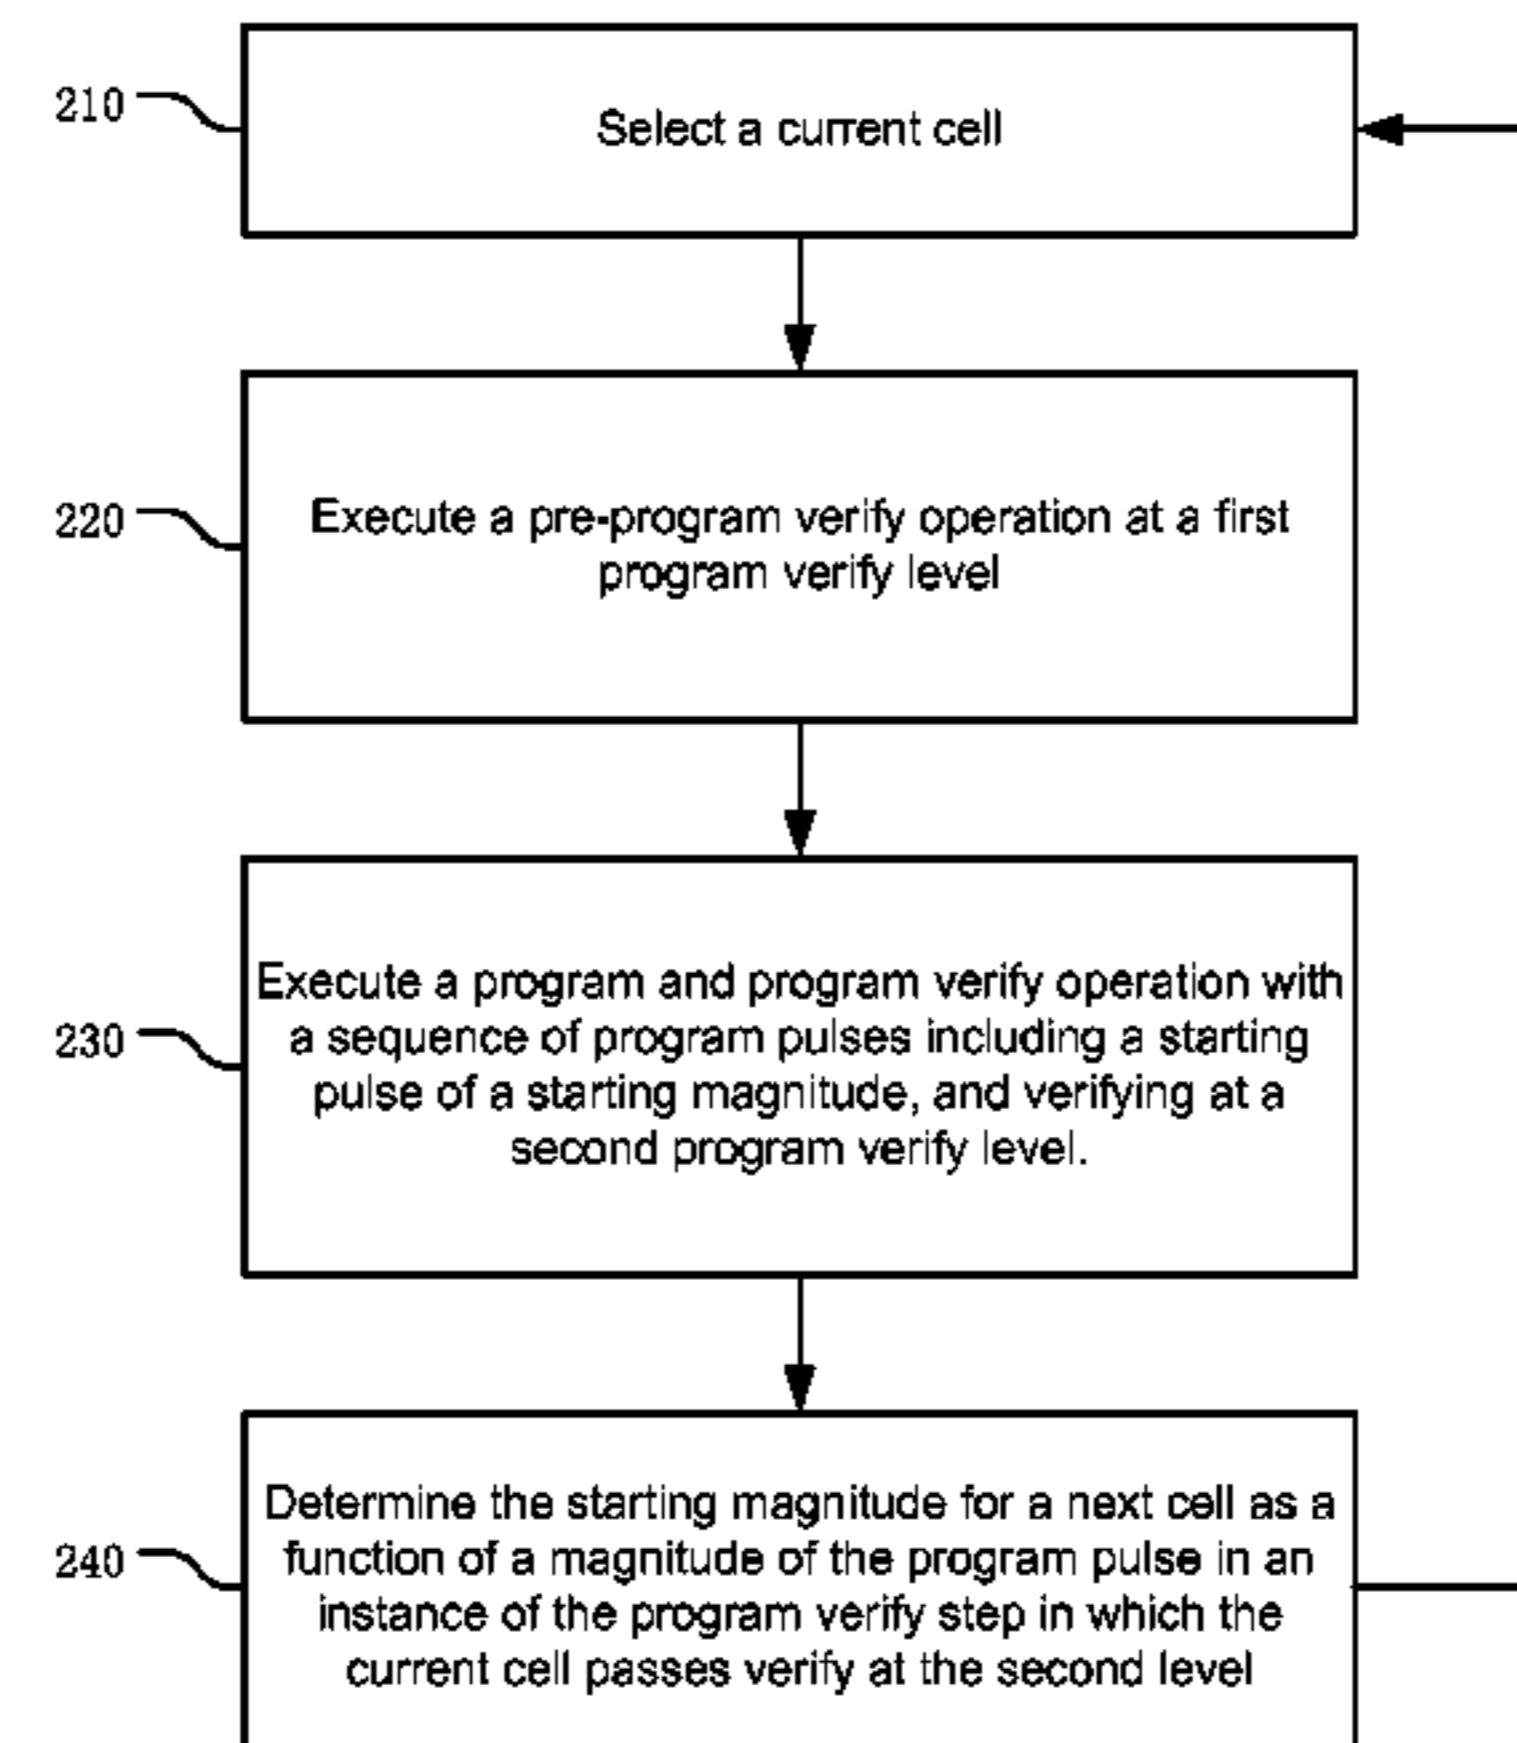 210
Select a current cell
220
Execute a pre-program verify operation at a first
program verify level
230
Execute a program and program verify operation with
a sequence of program pulses including a starting
pulse of a starting magnitude, and verifying at a
second program verify level.
240
Determine the starting magnitude for a next cell as a
function of a magnitude of the program pulse in an
instance of the program verify step in which the
current cell passes verify at the second level